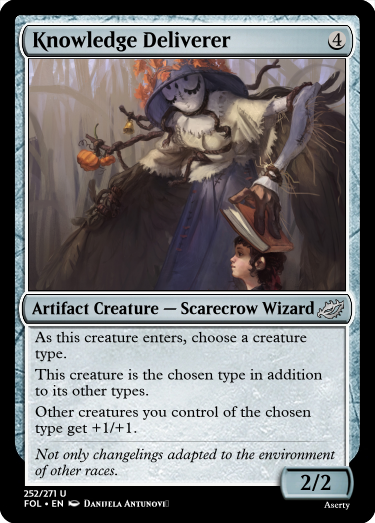 Knowledge Deliverer 4
Artifact Creature — Scarecrow Wizard
As this creature enters, choose a creature
type.
This creature is the chosen type in addition
to its other types.
Other creatures you control of the chosen
type get +1/+1.
Not only changelings adapted to the environment
of other races.
2/2
252/271 U
FOL • EN Danijela Antunović
Aserty